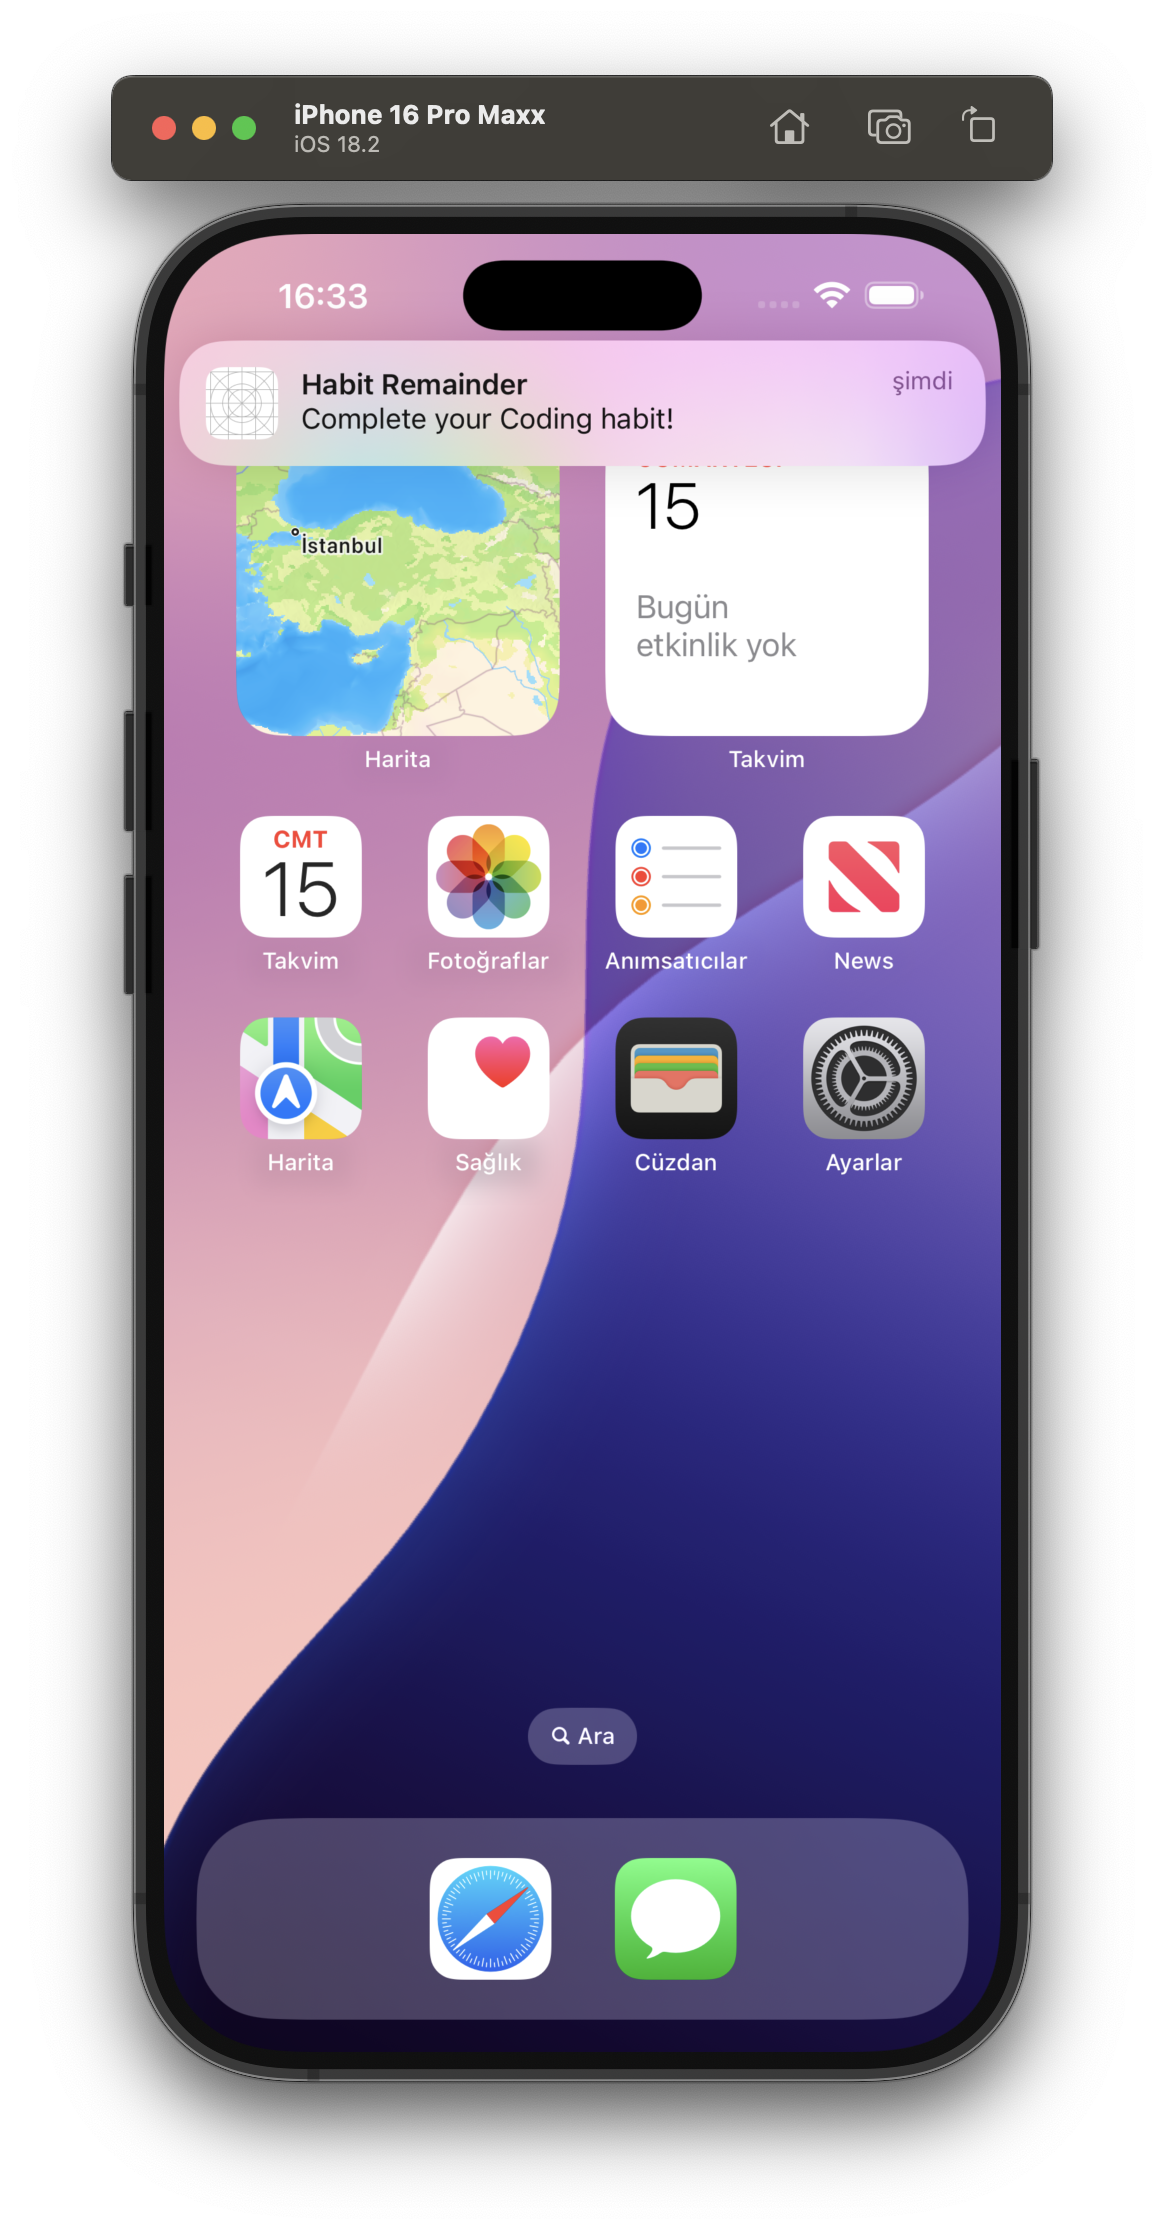 iPhone 16 Pro Maxx
iOS 18.2
16:33
Habit Remainder
şimdi
Complete your Coding habit!
İstanbul
15
Bugün
etkinlik yok
Harita
Takvim
CMT
15
Takvim
Fotoğraflar
Anımsatıcılar
News
Harita
Sağlık
Cüzdan
Ayarlar
Ara